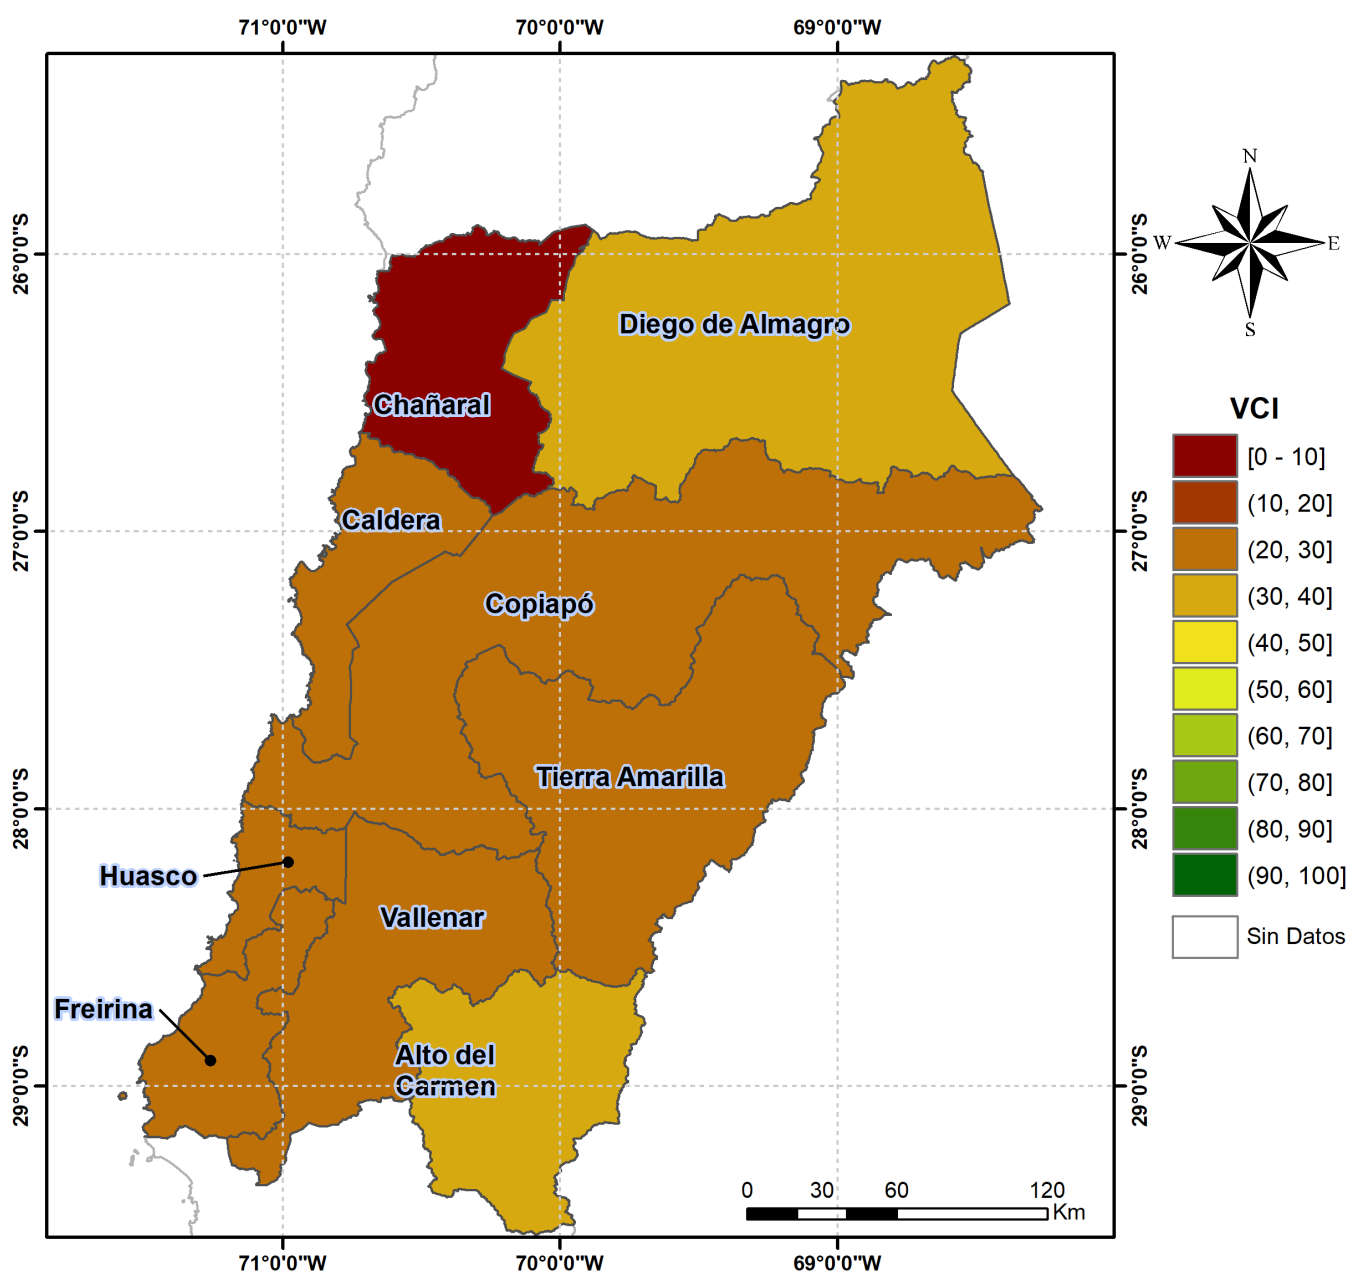 71°0'0"W 70°0'0"W 69°0'0"W
26°0'0"S
27°0'0"S
28°0'0"S
29°0'0"S
Diego de Almagro
Chañaral
Caldera
Copiapó
Tierra Amarilla
Huasco
Vallenar
Freirina
Alto del
Carmen
0 30 60 120
Km
71°0'0"W 70°0'0"W 69°0'0"W
26°0'0"S
27°0'0"S
28°0'0"S
29°0'0"S
N
W E
S
VCI
[0 - 10]
(10, 20]
(20, 30]
(30, 40]
(40, 50]
(50, 60]
(60, 70]
(70, 80]
(80, 90]
(90, 100]
Sin Datos